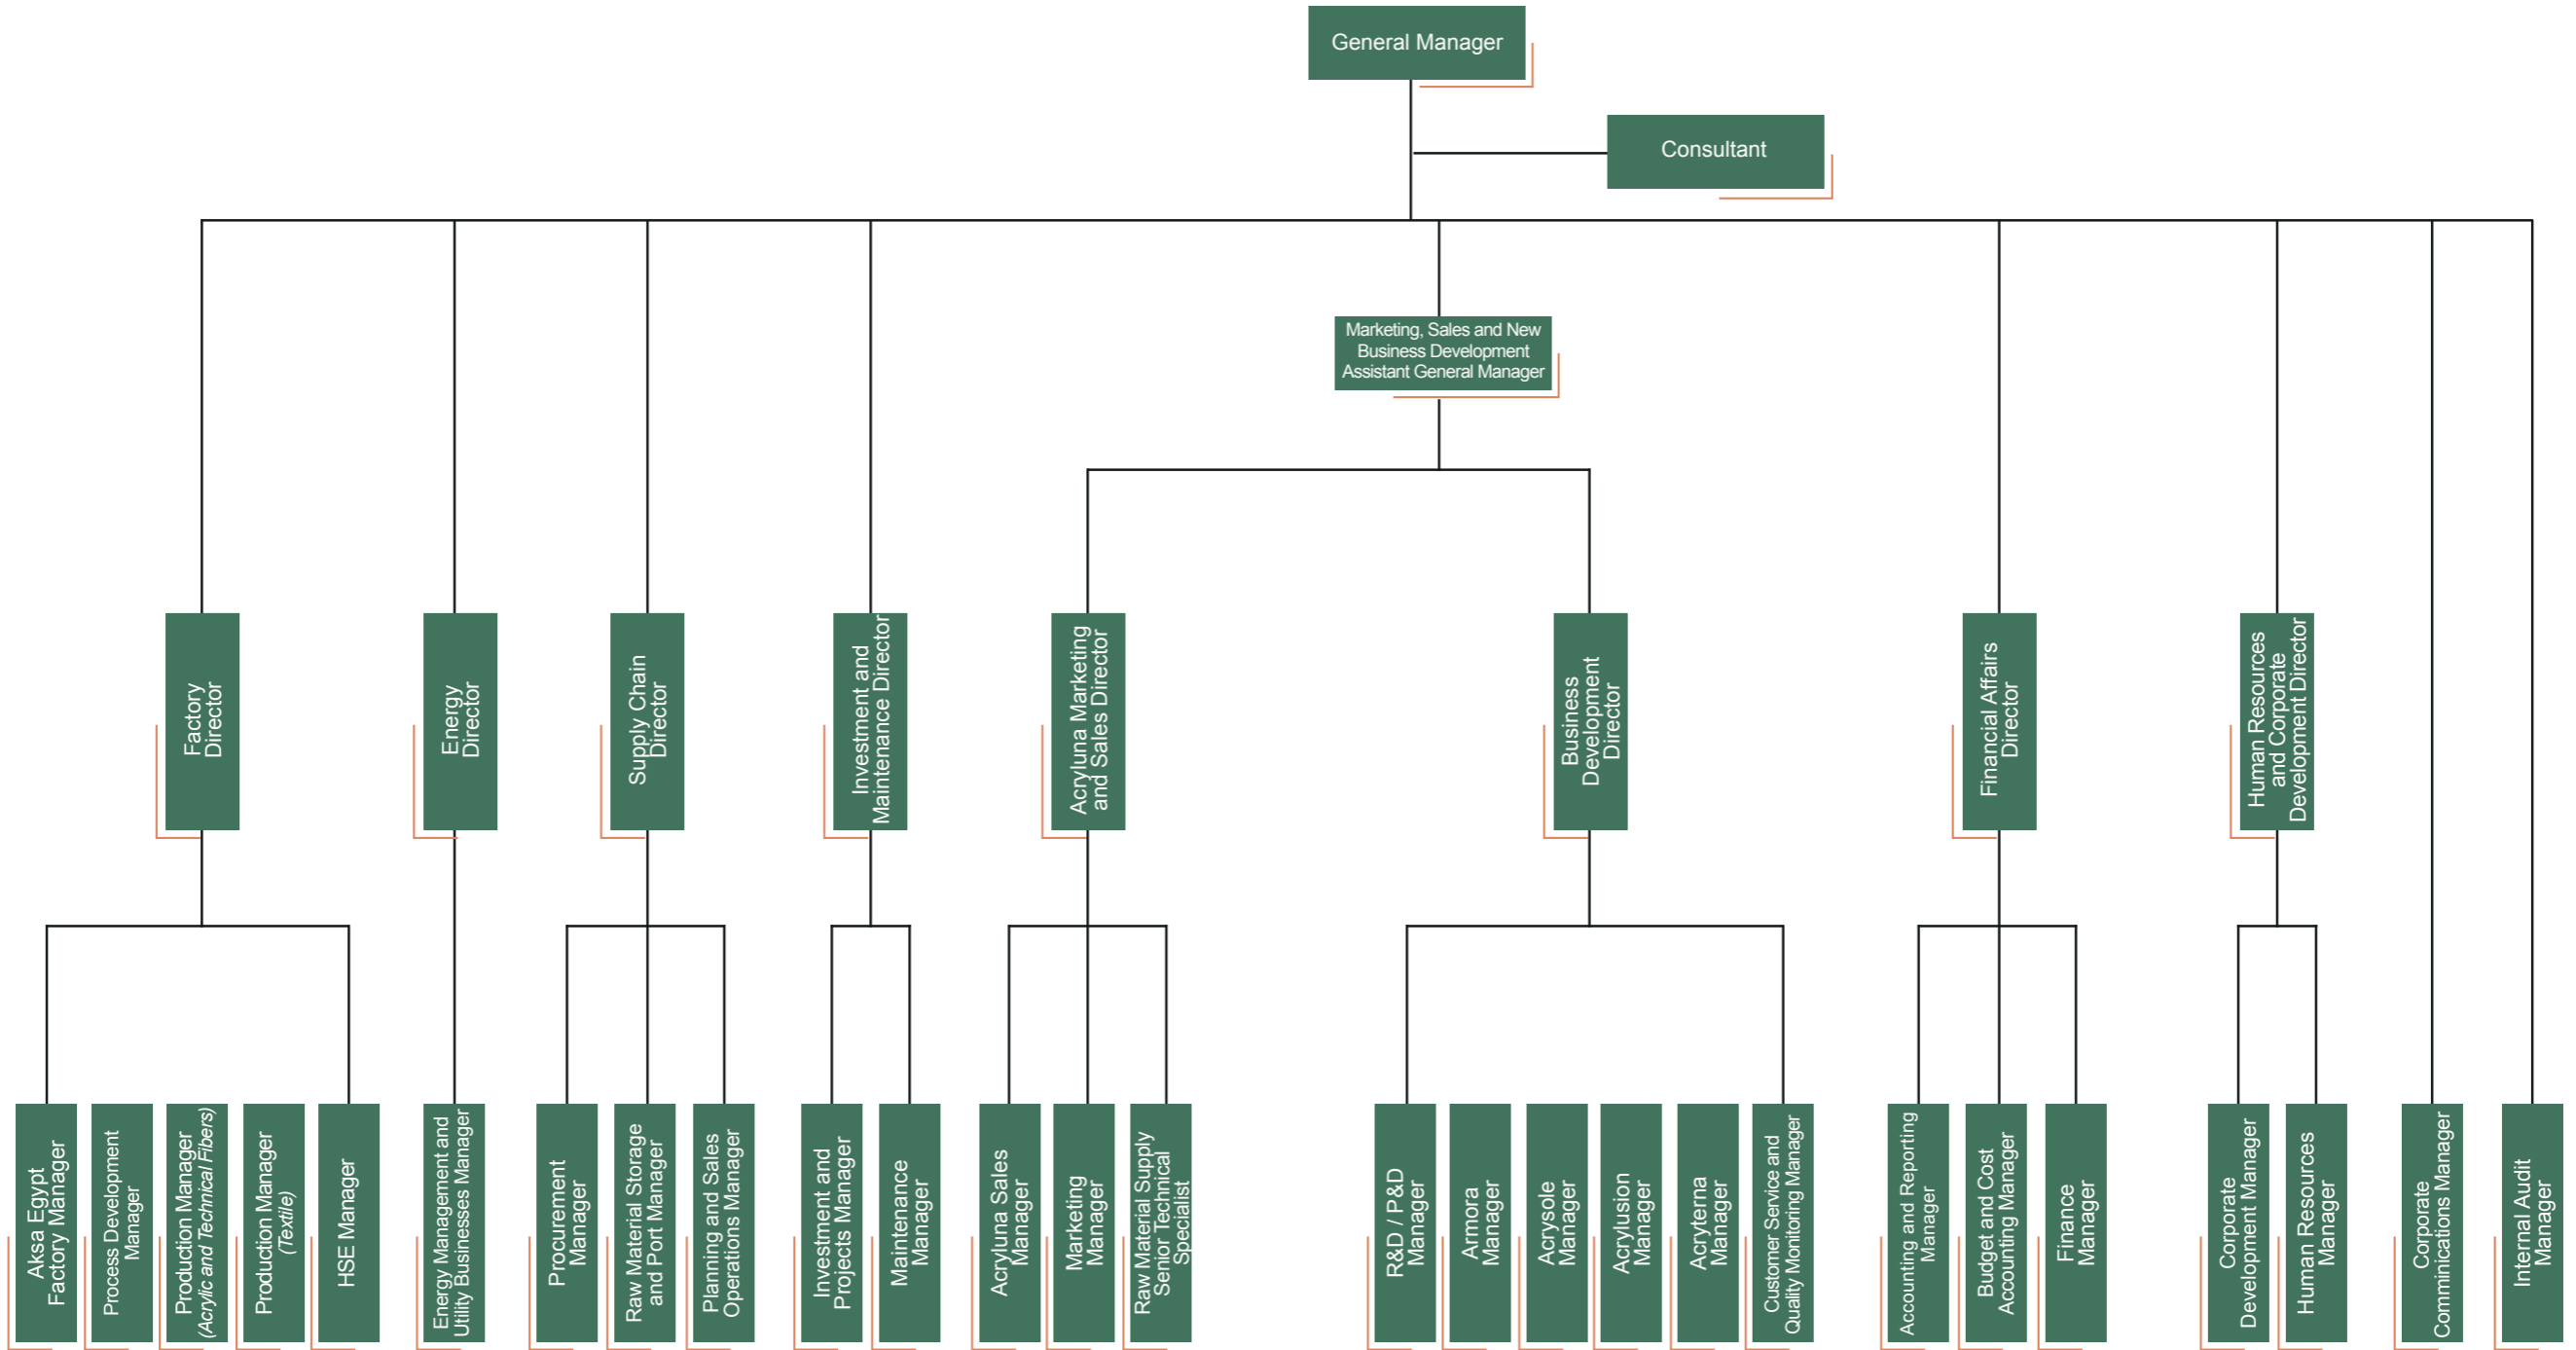 General Manager
Consultant
Marketing, Sales and New
Business Development
Assistant General Manager
Factory
Director
Energy
Director
Supply Chain
Director
Investment and
Maintenance Director
Acryluna Marketing
and Sales Director
Business
Development
Director
Financial Affairs
Director
Human Resources
and Corporate
Development Director
Aksa Egypt
Factory Manager
Process Development
Manager
Production Manager
(Acrylic and Technical Fibers)
Production Manager
(Textile)
HSE Manager
Energy Management and
Utility Businesses Manager
Procurement
Manager
Raw Material Storage
and Port Manager
Planning and Sales
Operations Manager
Investment and
Projects Manager
Maintenance
Manager
Acryluna Sales
Manager
Marketing
Manager
Raw Material Supply
Senior Technical
Specialist
R&D / P&D
Manager
Armora
Manager
Acrysole
Manager
Acrylusion
Manager
Acryterna
Manager
Customer Service and
Quality Monitoring Manager
Accounting and Reporting
Manager
Budget and Cost
Accounting Manager
Finance
Manager
Corporate
Development Manager
Human Resources
Manager
Corporate
Comminications Manager
Internal Audit
Manager